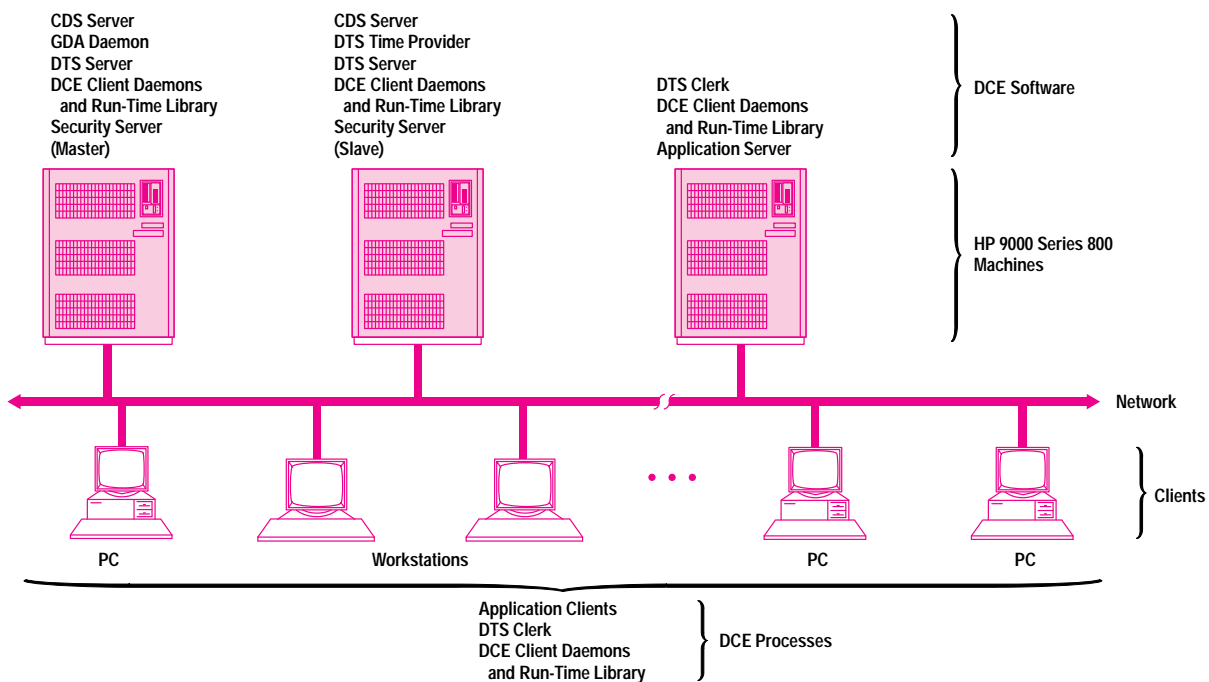 CDS Server
GDA Daemon
DTS Server
DCE Client Daemons
and Run-Time Library
Security Server
(Master)
CDS Server
DTS Time Provider
DTS Server
DCE Client Daemons
and Run-Time Library
Security Server
(Slave)
DTS Clerk
DCE Client Daemons
and Run-Time Library
Application Server
DCE Software
HP 9000 Series 800
Machines
Network
Clients
PC
Workstations
PC
PC
Application Clients
DTS Clerk
DCE Client Daemons
and Run-Time Library
DCE Processes